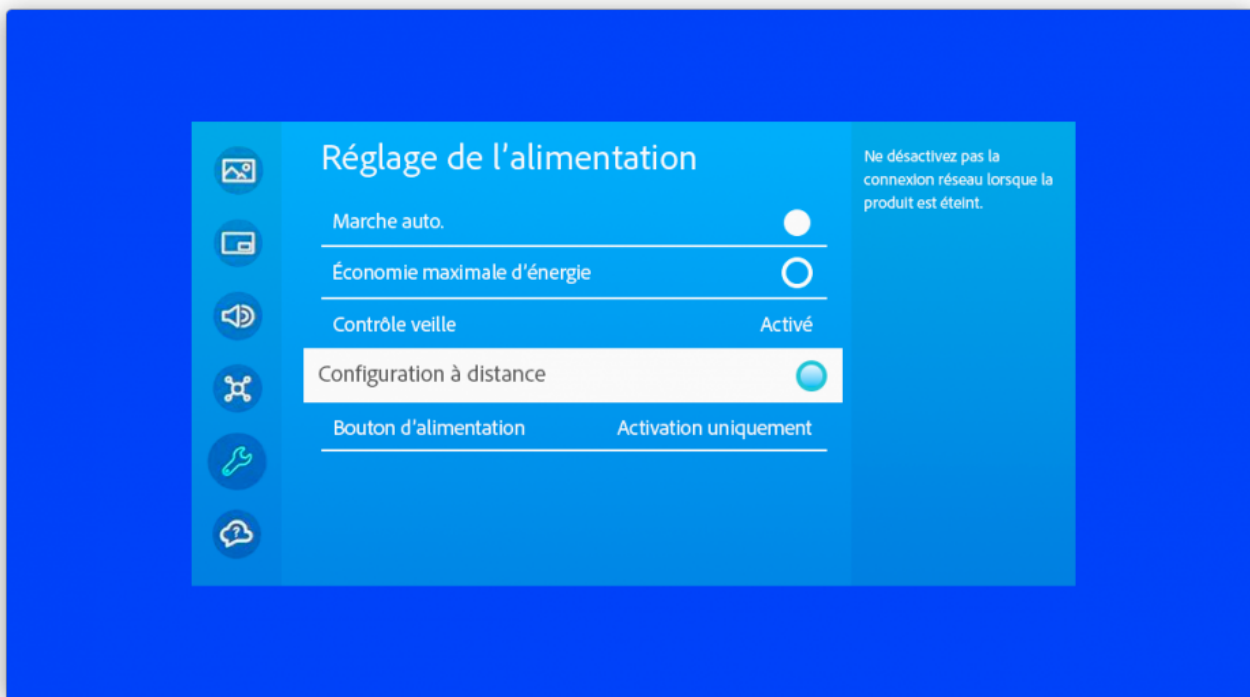 Réglage de l'alimentation
Marche auto.
Économie maximale d'énergie
Contrôle veille Activé
Configuration à distance
Bouton d'alimentation Activation uniquement
Ne désactivez pas la
connexion réseau lorsque la
produit est éteint.
?